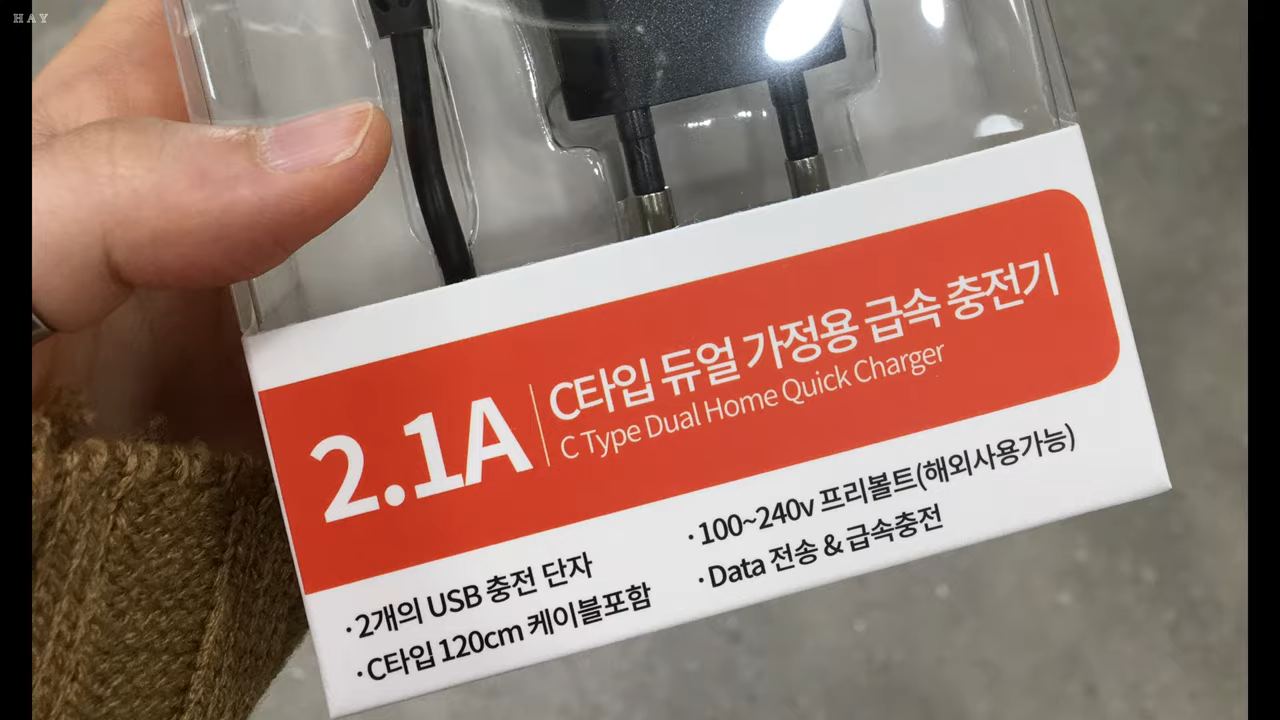 HAY
2.1A
C타입 듀얼 가정용 급속 충전기
C Type Dual Home Quick Charger
·2개의 USB 충전 단자
·C타입 120cm 케이블포함
·100~240v 프리볼트(해외사용가능)
·Data 전송 & 급속충전